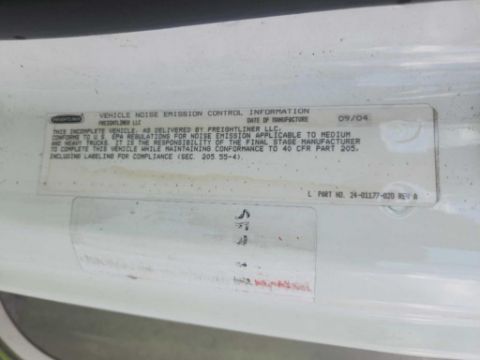 FREIGHTLINER
VEHICLE NOISE EMISSION CONTROL INFORMATION
FREIGHTLINER LLC DATE OF MANUFACTURE 09/04
THIS INCOMPLETE VEHICLE, AS DELIVERED BY FREIGHTLINER LLC,
CONFORMS TO U.S. EPA REGULATIONS FOR NOISE EMISSION APPLICABLE TO MEDIUM
AND HEAVY TRUCKS. IT IS THE RESPONSIBILITY OF THE FINAL STAGE MANUFACTURER
TO COMPLETE THIS VEHICLE WHILE MAINTAINING CONFORMANCE TO 40 CFR PART 205,
INCLUDING LABELING FOR COMPLIANCE (SEC. 205.55-4).
L PART NO. 24-01177-020 REV A